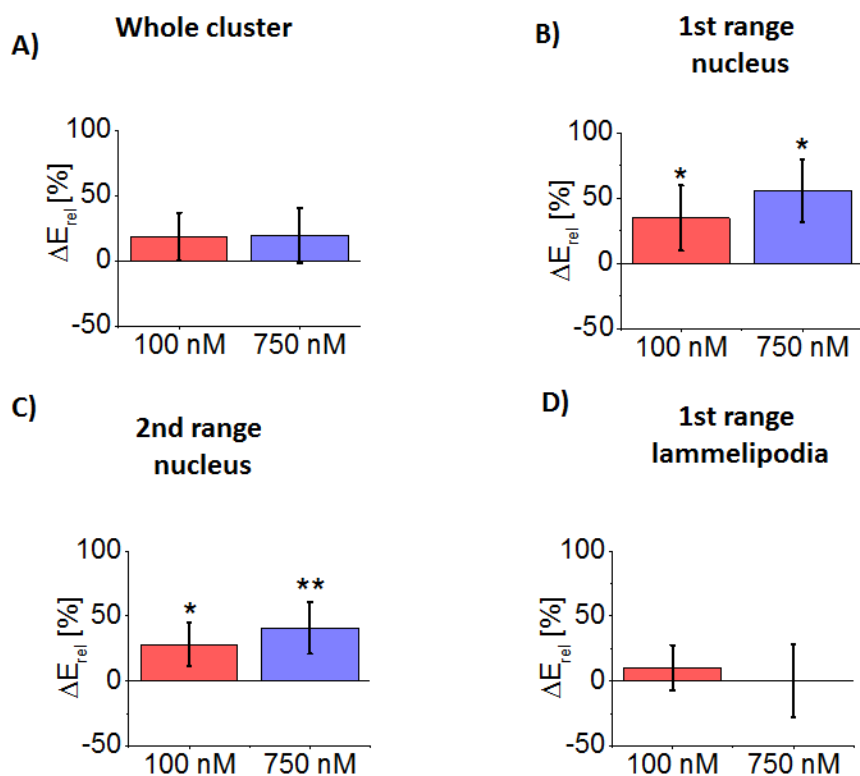 A)
Whole cluster
ΔE_rel [%]
100
50
0
-50
100 nM
750 nM
B)
1st range
nucleus
ΔE_rel [%]
100
50
0
-50
*
*
100 nM
750 nM
C)
2nd range
nucleus
ΔE_rel [%]
100
50
0
-50
*
**
100 nM
750 nM
D)
1st range
lammelipodia
ΔE_rel [%]
100
50
0
-50
100 nM
750 nM